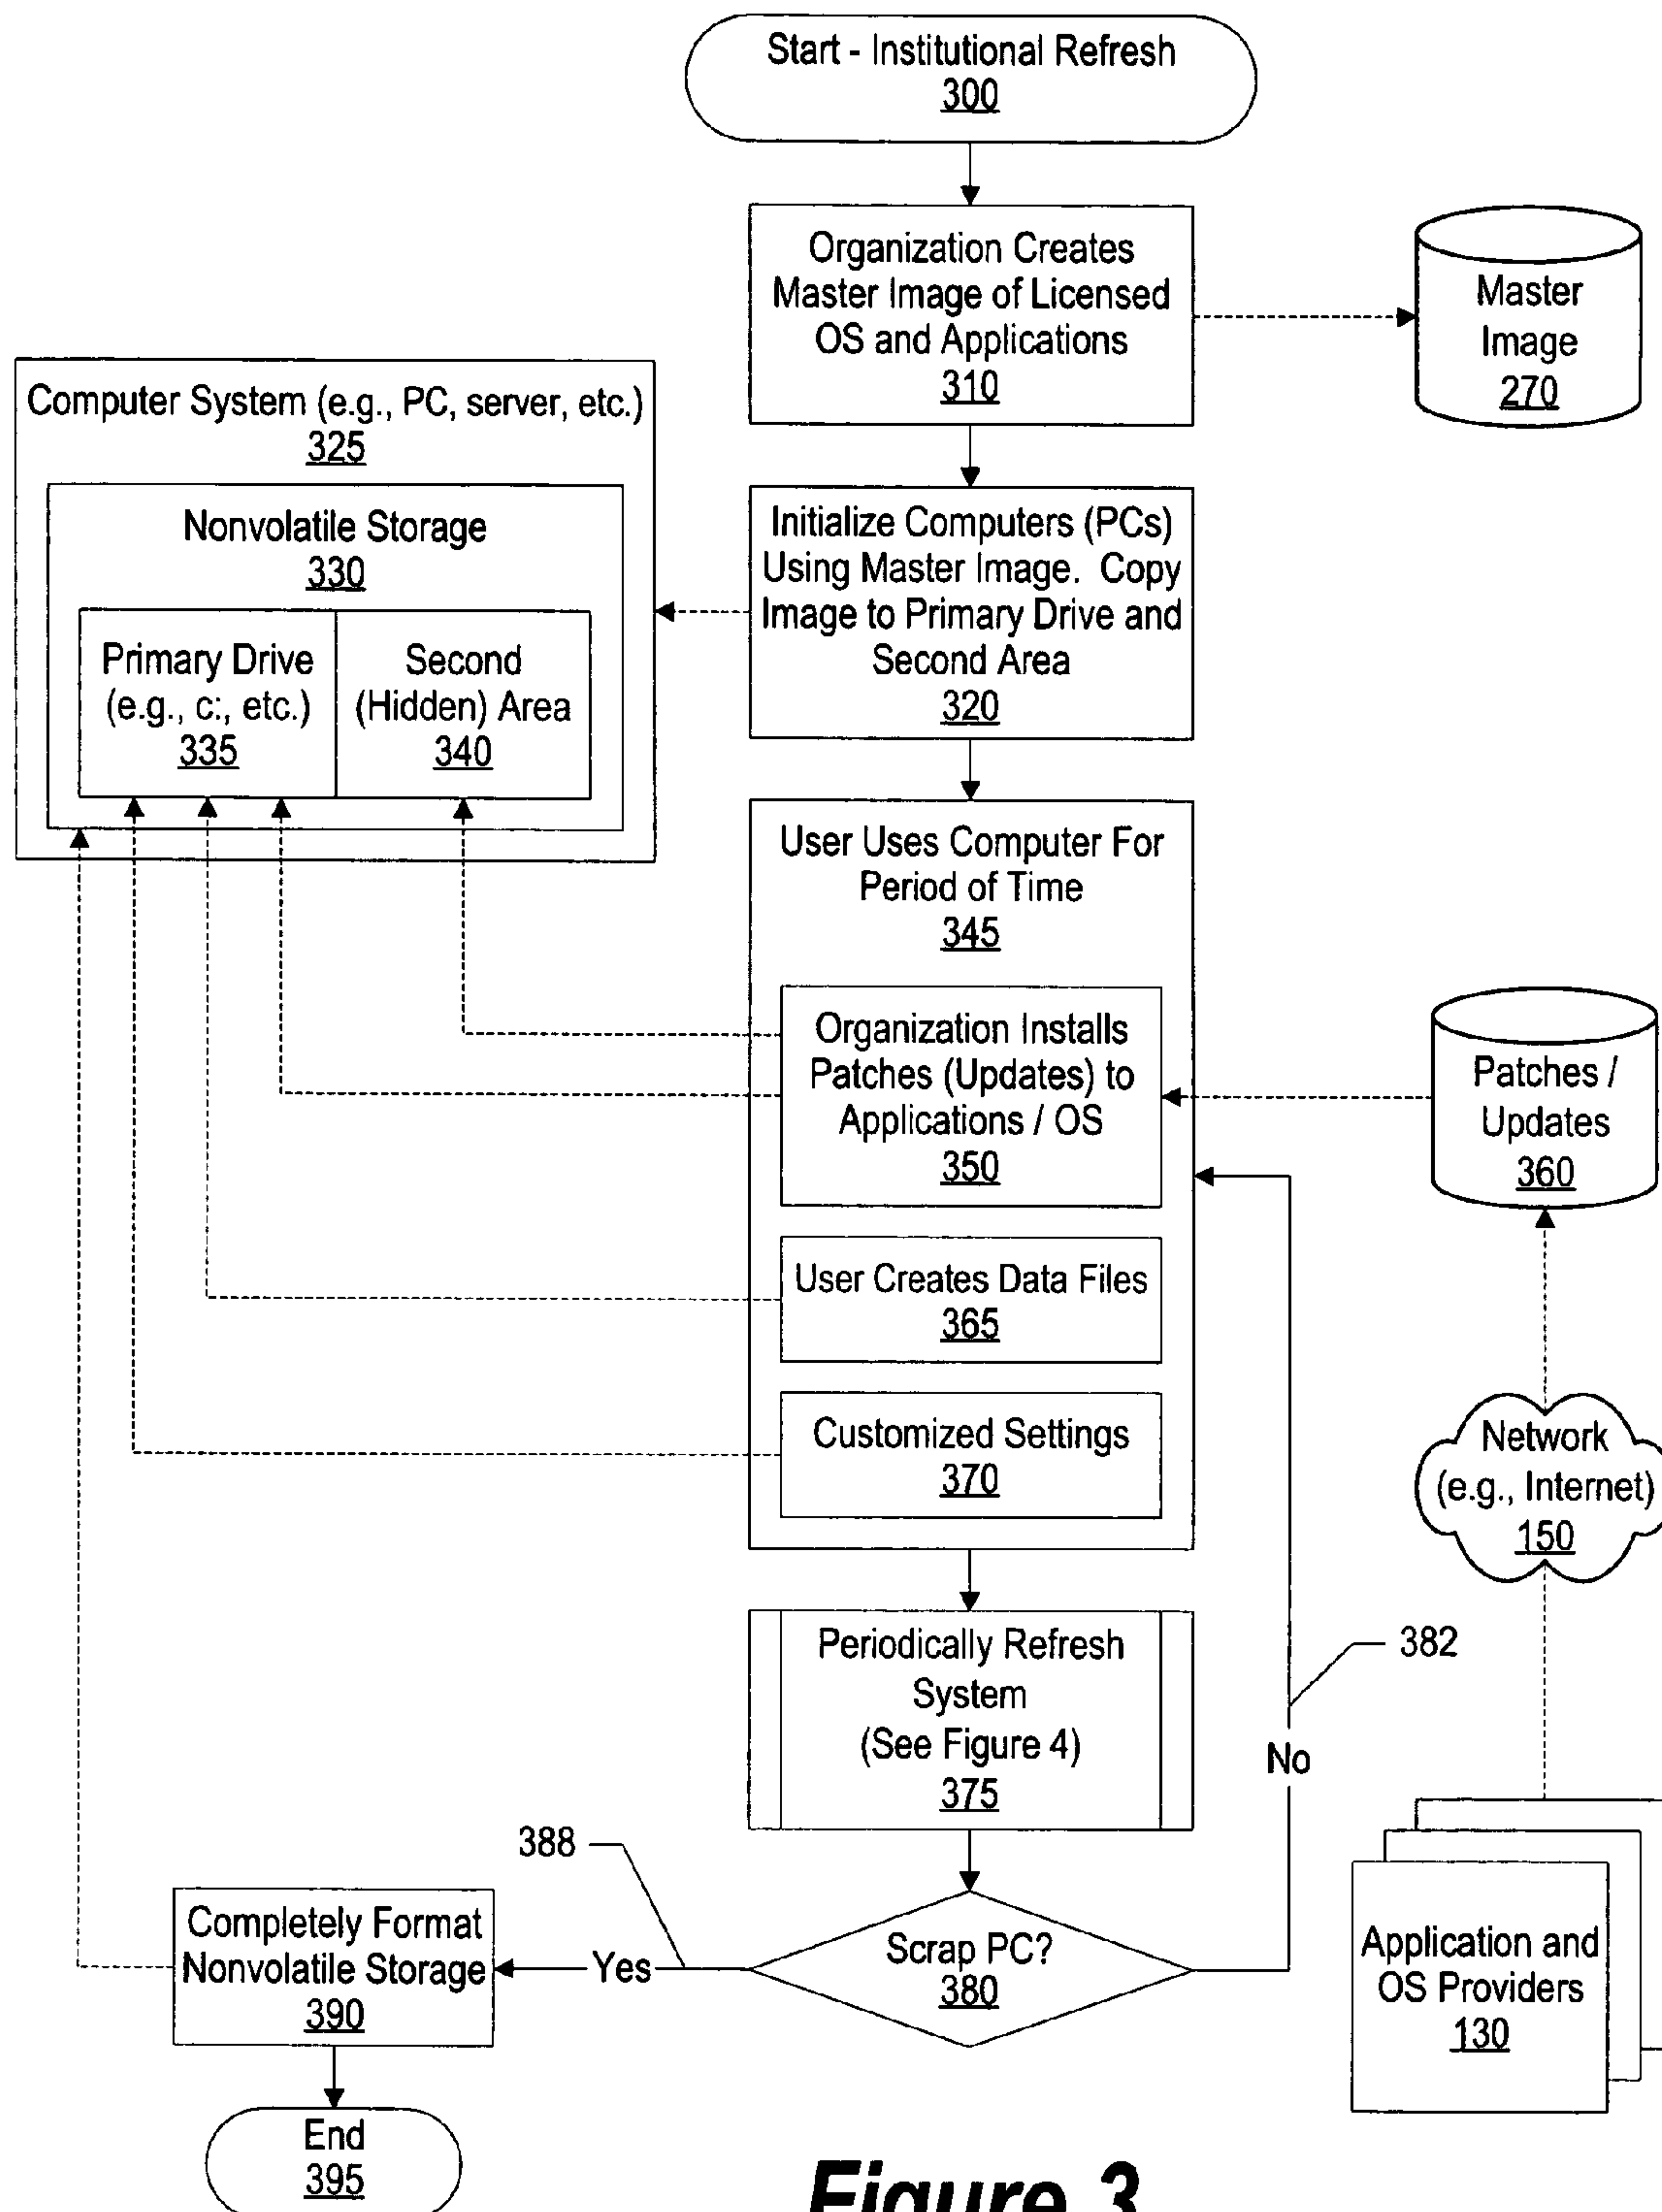 Start - Institutional Refresh
300
Organization Creates
Master Image of Licensed
OS and Applications
310
Master
Image
270
Computer System (e.g., PC, server, etc.)
325
Nonvolatile Storage
330
Primary Drive
(e.g., c:, etc.)
335
Second
(Hidden) Area
340
Initialize Computers (PCs)
Using Master Image. Copy
Image to Primary Drive and
Second Area
320
User Uses Computer For
Period of Time
345
Organization Installs
Patches (Updates) to
Applications / OS
350
Patches /
Updates
360
User Creates Data Files
365
Customized Settings
370
Network
(e.g., Internet)
150
Periodically Refresh
System
(See Figure 4)
375
382
No
388
Completely Format
Nonvolatile Storage
390
Yes
Scrap PC?
380
Application and
OS Providers
130
End
395
Figure 3